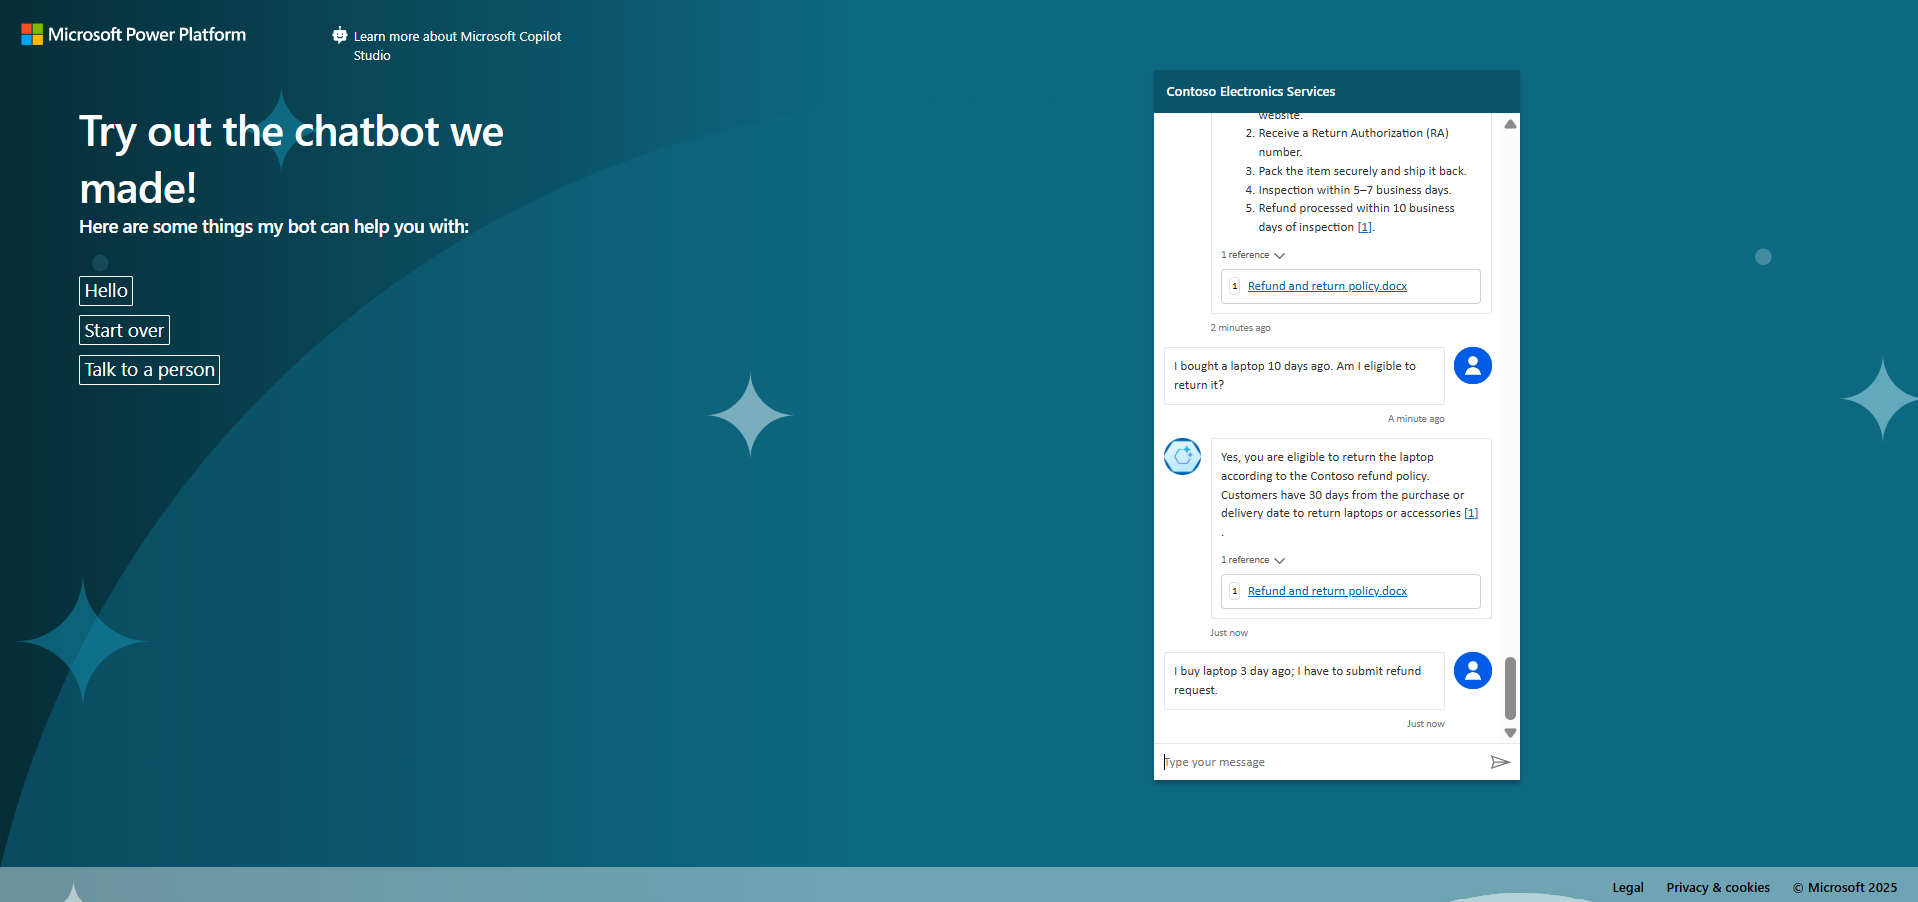 Microsoft Power Platform
Learn more about Microsoft Copilot
Studio
Try out the chatbot we
made!
Here are some things my bot can help you with:
Hello
Start over
Talk to a person
Contoso Electronics Services
website.
2. Receive a Return Authorization (RA)
number.
3. Pack the item securely and ship it back.
4. Inspection within 5–7 business days.
5. Refund processed within 10 business
days of inspection [1].
1 reference
1 Refund and return policy.docx
2 minutes ago
I bought a laptop 10 days ago. Am I eligible to
return it?
A minute ago
Yes, you are eligible to return the laptop
according to the Contoso refund policy.
Customers have 30 days from the purchase or
delivery date to return laptops or accessories [1]
.
1 reference
1 Refund and return policy.docx
Just now
I buy laptop 3 day ago; I have to submit refund
request.
Just now
Type your message
Legal Privacy & cookies © Microsoft 2025